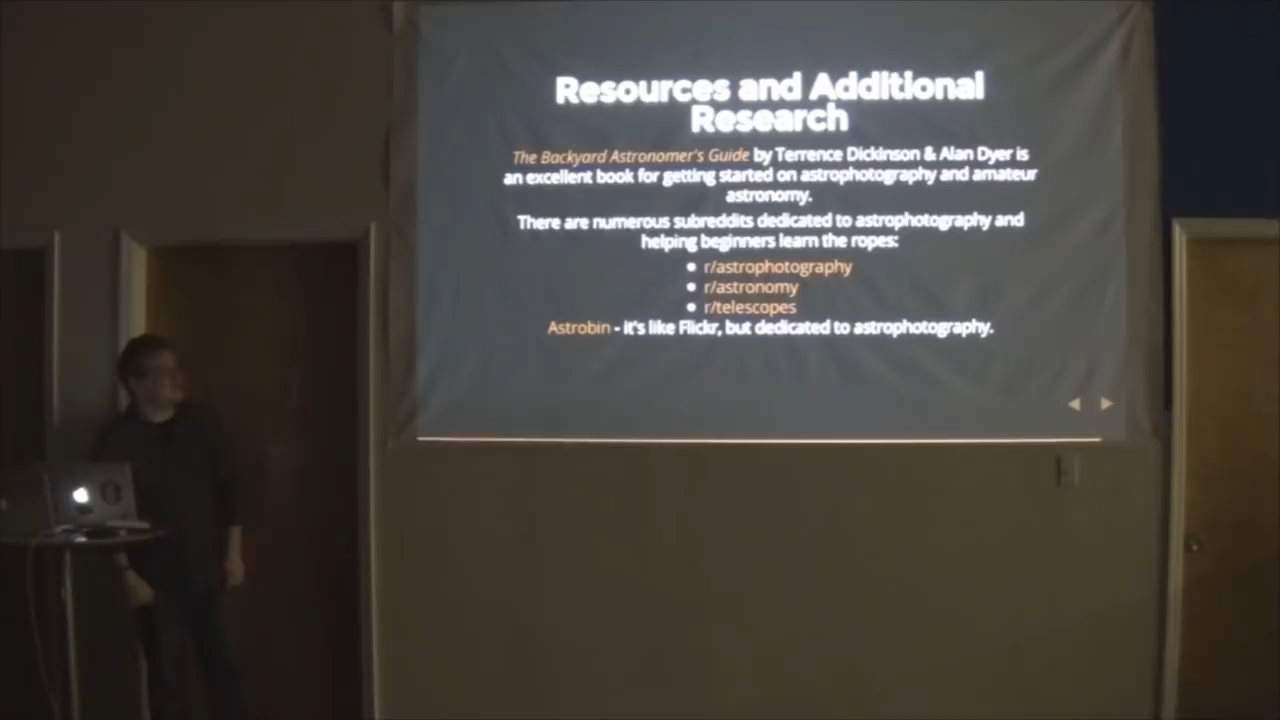 Resources and Additional
Research
The Backyard Astronomer's Guide by Terrence Dickinson & Alan Dyer is
an excellent book for getting started on astrophotography and amateur
astronomy.
There are numerous subreddits dedicated to astrophotography and
helping beginners learn the ropes:
• r/astrophotography
• r/astronomy
• r/telescopes
Astrobin - it's like Flickr, but dedicated to astrophotography.